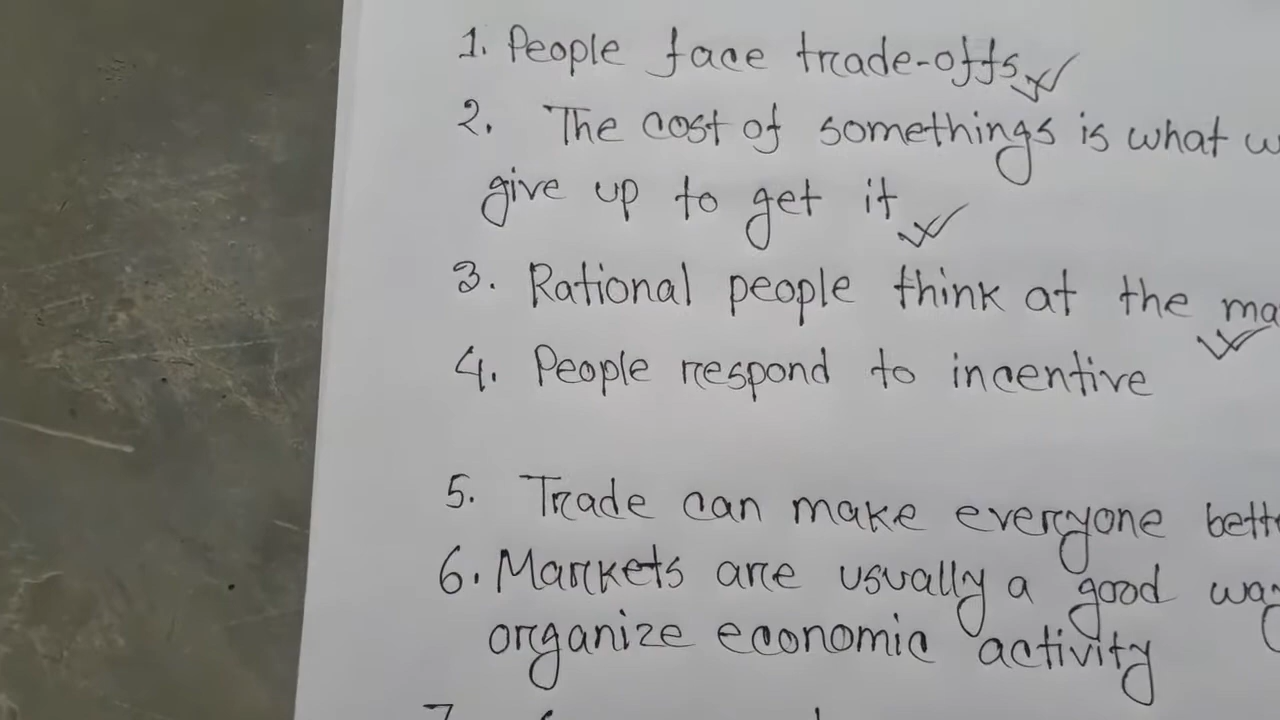 1. People face trade-offs
2. The cost of somethings is what
give up to get it
3. Rational people think at the
4. People respond to incentive
5. Trade can make everyone
6. Markets are usually a good
organize economic activity
7.